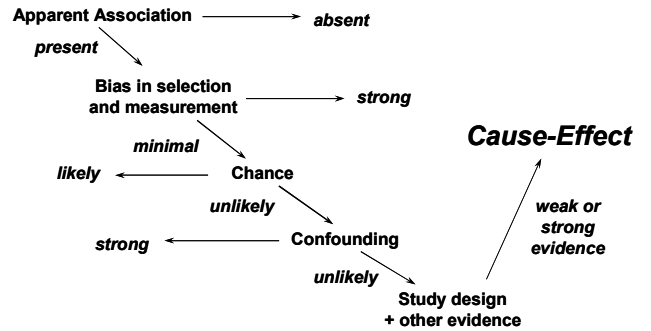 Apparent Association
absent
present
Bias in selection
and measurement
strong
Cause-Effect
minimal
likely
Chance
unlikely
weak or
strong
evidence
strong
Confounding
unlikely
Study design
+ other evidence